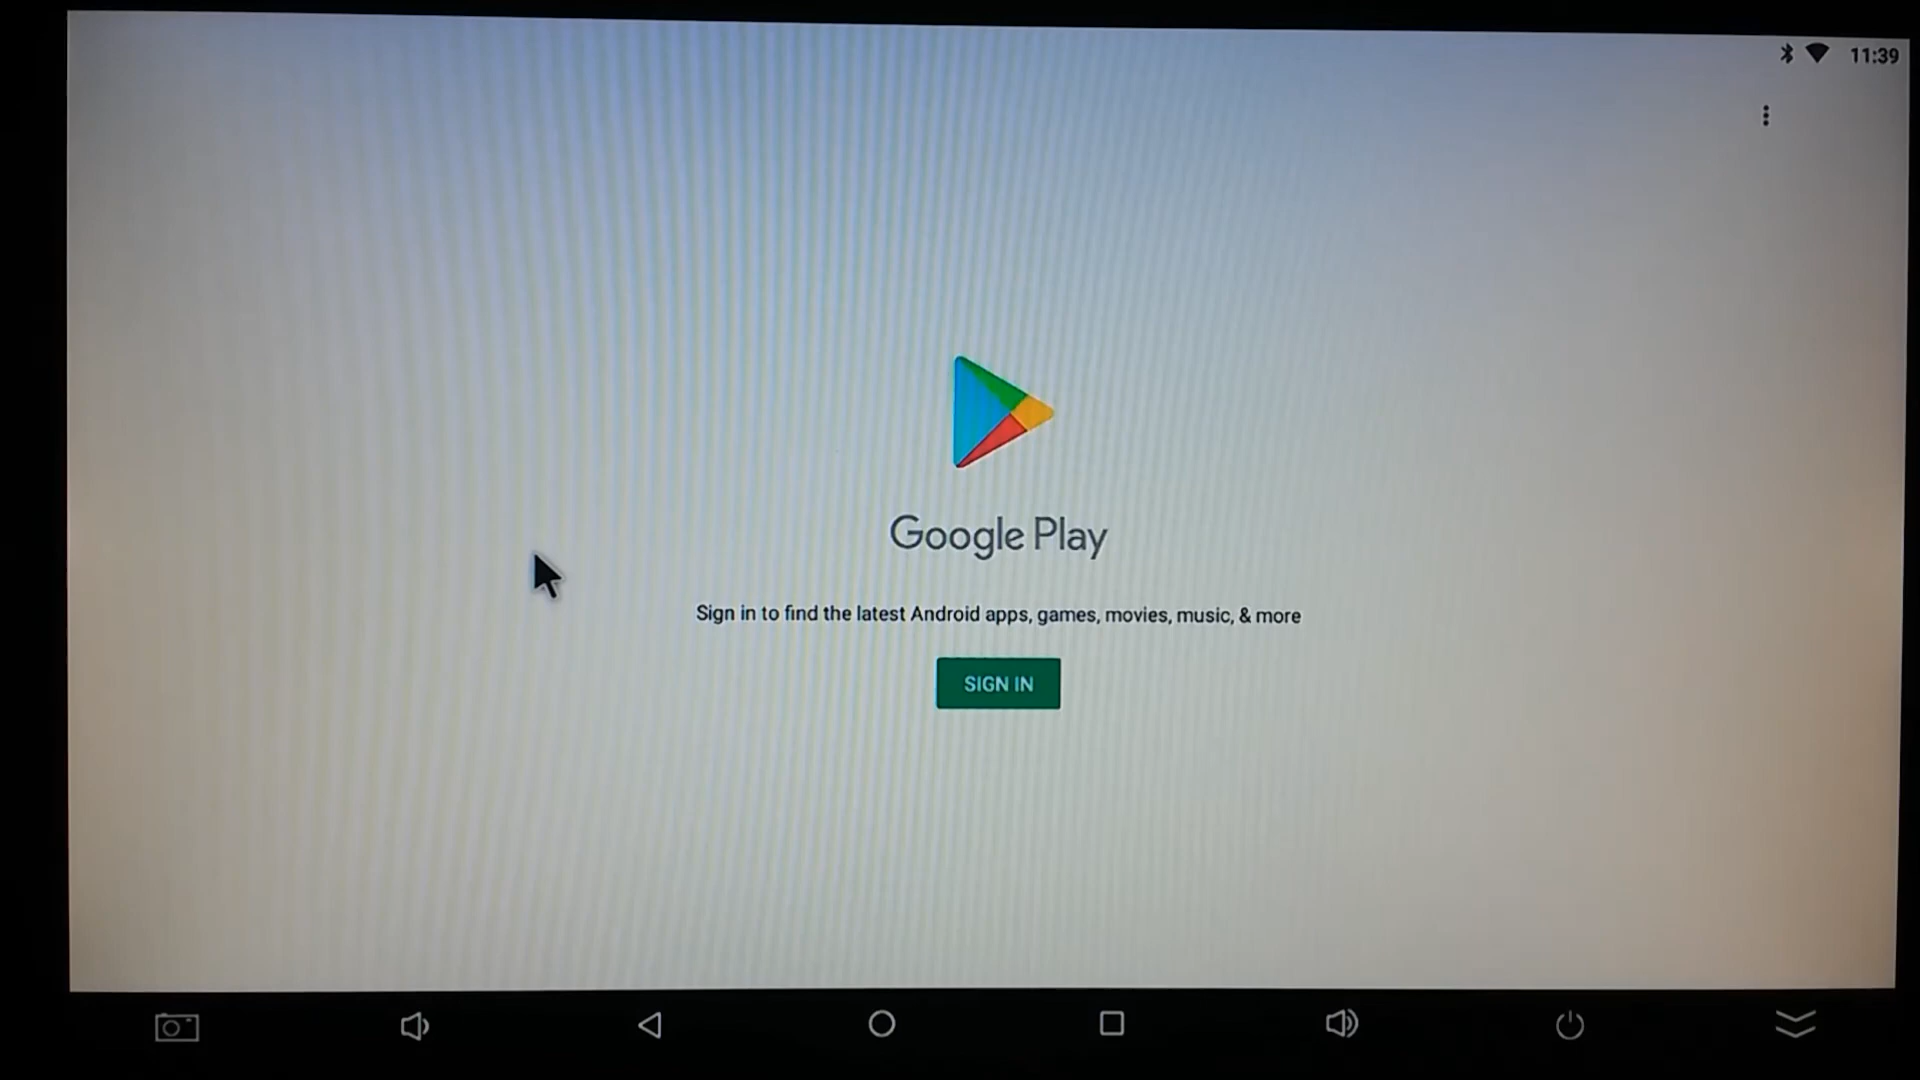 11:39
Google Play
Sign in to find the latest Android apps, games, movies, music, & more
SIGN IN